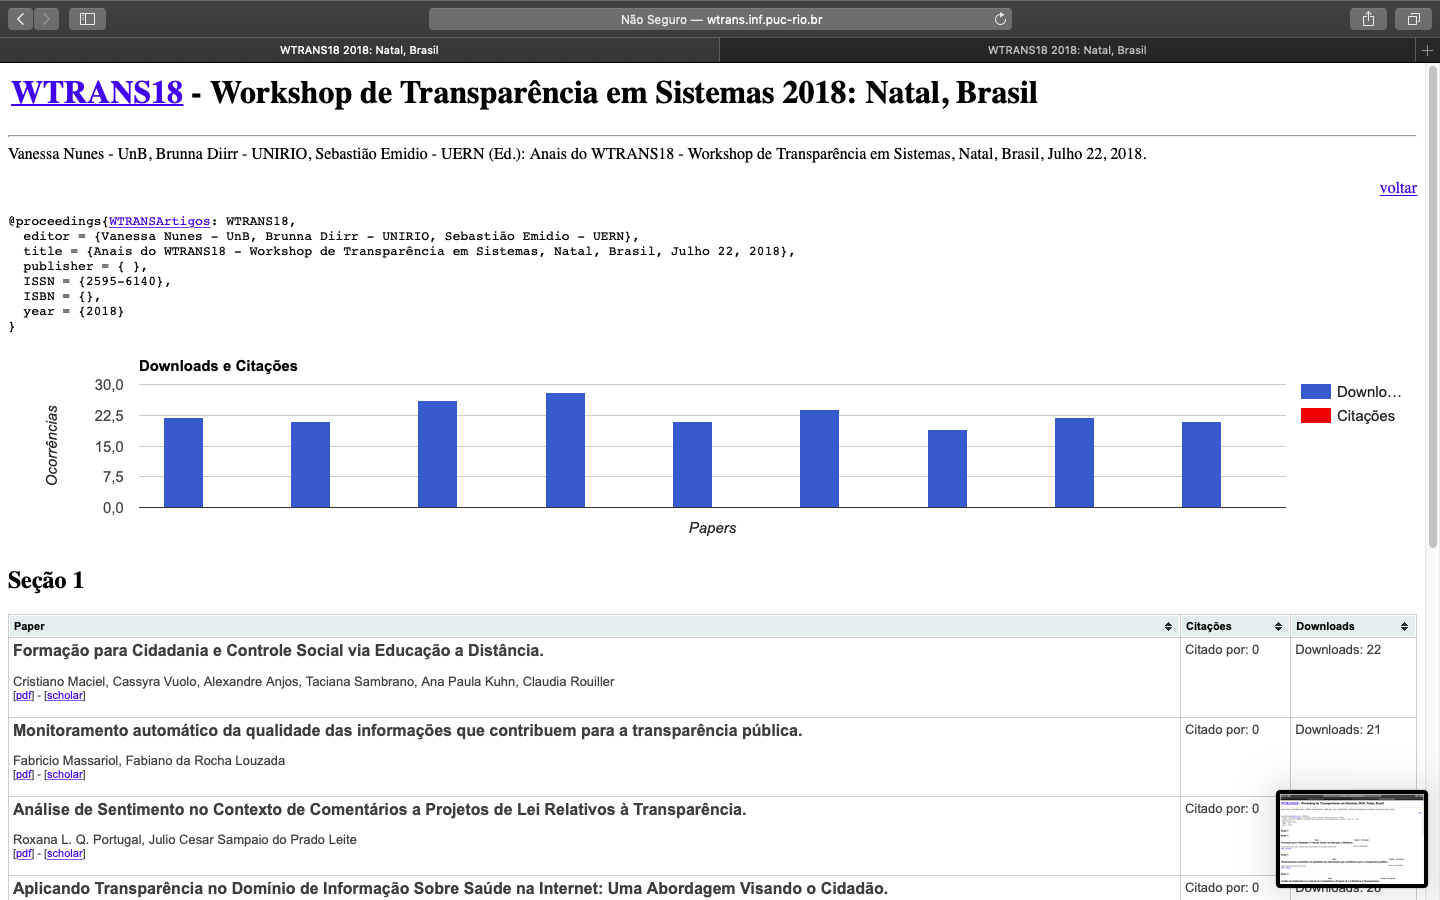 Não Seguro — wtrans.inf.puc-rio.br
WTRANS18 2018: Natal, Brasil
WTRANS18 2018: Natal, Brasil
WTRANS18 - Workshop de Transparência em Sistemas 2018: Natal, Brasil
Vanessa Nunes - UnB, Brunna Diirr - UNIRIO, Sebastião Emidio - UERN (Ed.): Anais do WTRANS18 - Workshop de Transparência em Sistemas, Natal, Brasil, Julho 22, 2018.
voltar
@proceedings{WTRANSArtigos: WTRANS18,
editor = {Vanessa Nunes - UnB, Brunna Diirr - UNIRIO, Sebastião Emidio - UERN},
title = {Anais do WTRANS18 - Workshop de Transparência em Sistemas, Natal, Brasil, Julho 22, 2018},
publisher = { },
ISSN = {2595-6140},
ISBN = {},
year = {2018}
}
Downloads e Citações
30,0
22,5
15,0
7,5
0,0
Ocorrências
Papers
Downlo…
Citações
Seção 1
Paper Citações Downloads
Formação para Cidadania e Controle Social via Educação a Distância. Citado por: 0 Downloads: 22
Cristiano Maciel, Cassyra Vuolo, Alexandre Anjos, Taciana Sambrano, Ana Paula Kuhn, Claudia Rouiller
[pdf] - [scholar]
Monitoramento automático da qualidade das informações que contribuem para a transparência pública. Citado por: 0 Downloads: 21
Fabricio Massariol, Fabiano da Rocha Louzada
[pdf] - [scholar]
Análise de Sentimento no Contexto de Comentários a Projetos de Lei Relativos à Transparência. Citado por: 0
Roxana L. Q. Portugal, Julio Cesar Sampaio do Prado Leite
[pdf] - [scholar]
Aplicando Transparência no Domínio de Informação Sobre Saúde na Internet: Uma Abordagem Visando o Cidadão. Citado por: 0